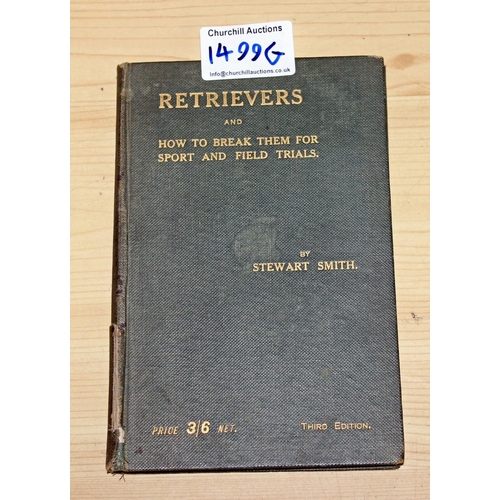 Churchill Auctions
1499G
Info@churchillauctions.co.uk
RETRIEVERS
AND
HOW TO BREAK THEM FOR
SPORT AND FIELD TRIALS.
BY
STEWART SMITH.
PRICE 3/6 NET.
THIRD EDITION.